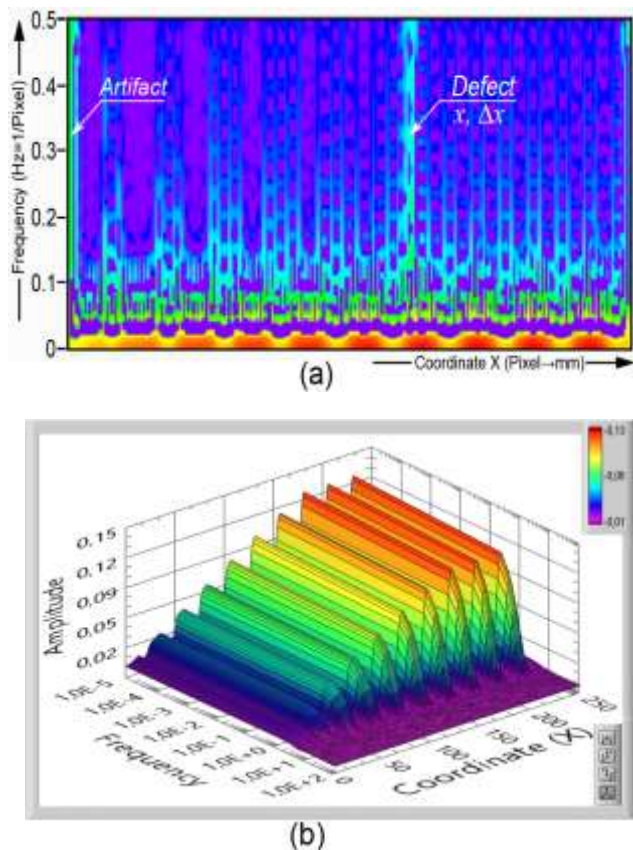 0.5
0.4
0.3
0.2
0.1
0
Frequency (Hz=1/Pixel)
Artifact
Defect
x, Δx
Coordinate X (Pixel→mm)
(a)
0.15
0.12
0.09
0.05
0.02
Amplitude
1.0E-5
1.0E-4
1.0E-3
1.0E-2
1.0E-1
1.0E+0
1.0E+1
1.0E+2
Frequency
0
50
100
150
200
250
Coordinate (X)
(b)